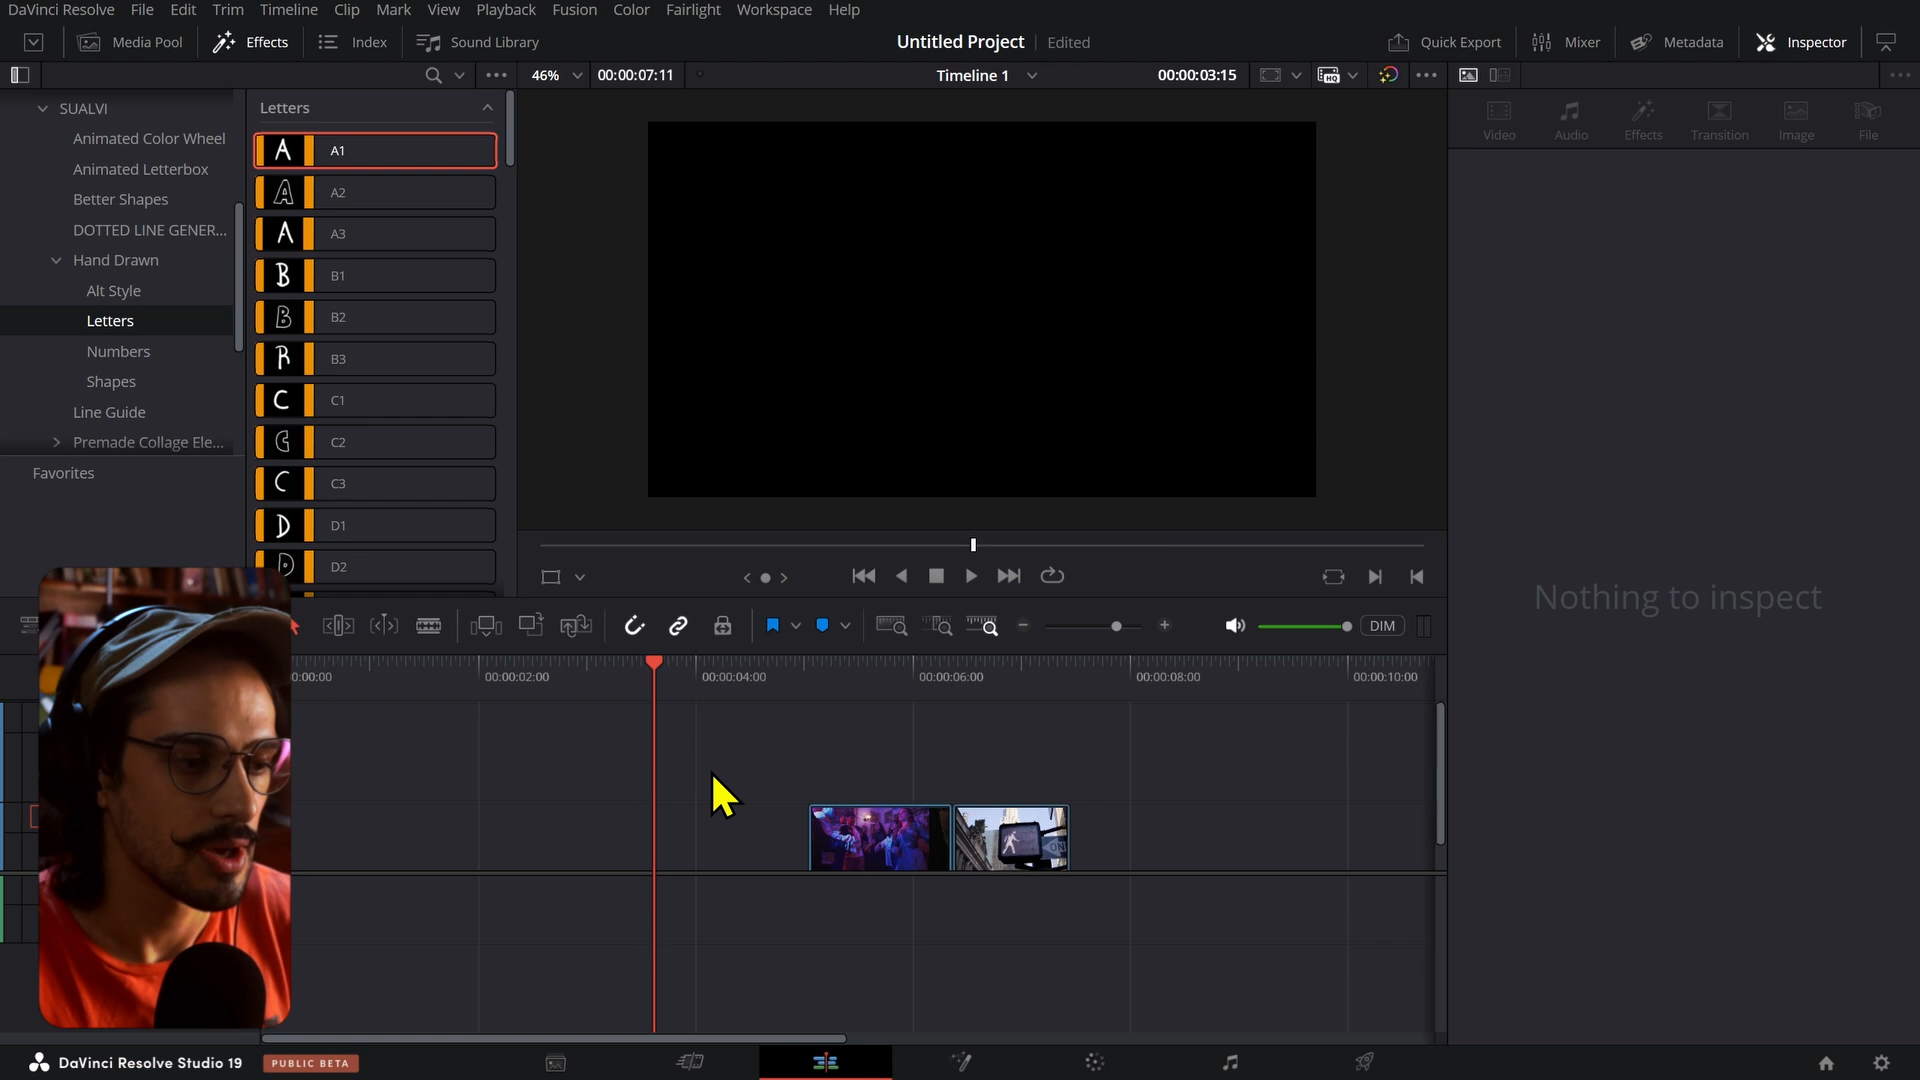 DaVinci Resolve File Edit Trim Timeline Clip Mark View Playback Fusion Color Fairlight Workspace Help
Media Pool Effects Index Sound Library Untitled Project Edited Quick Export Mixer Metadata Inspector
46% 00:00:07:11 Timeline 1 00:00:03:15
SUALVI
Animated Color Wheel
Animated Letterbox
Better Shapes
DOTTED LINE GENER...
Hand Drawn
Alt Style
Letters
Numbers
Shapes
Line Guide
Premade Collage Ele...
Favorites
Letters
A A1
A A2
A A3
B B1
B B2
B B3
C C1
C C2
C C3
D D1
D D2
Video Audio Effects Transition Image File
Nothing to inspect
DIM
0:00:00 00:00:02:00 00:00:04:00 00:00:06:00 00:00:08:00 00:00:10:00
DaVinci Resolve Studio 19 PUBLIC BETA